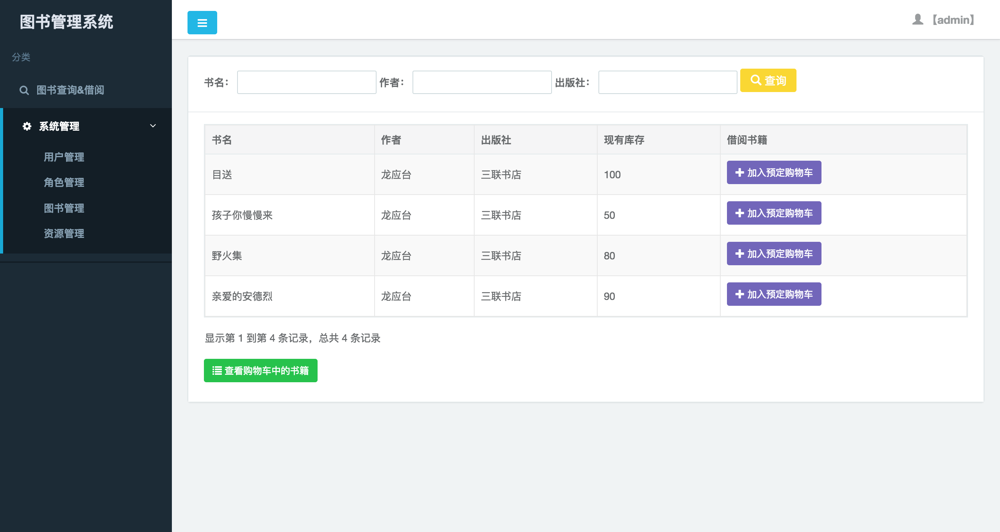 图书管理系统
分类
图书查询&借阅
系统管理
用户管理
角色管理
图书管理
资源管理
【admin】
书名： 作者： 出版社： 查询
书名 作者 出版社 现有库存 借阅书籍
目送 龙应台 三联书店 100 加入预定购物车
孩子你慢慢来 龙应台 三联书店 50 加入预定购物车
野火集 龙应台 三联书店 80 加入预定购物车
亲爱的安德烈 龙应台 三联书店 90 加入预定购物车
显示第 1 到第 4 条记录，总共 4 条记录
查看购物车中的书籍